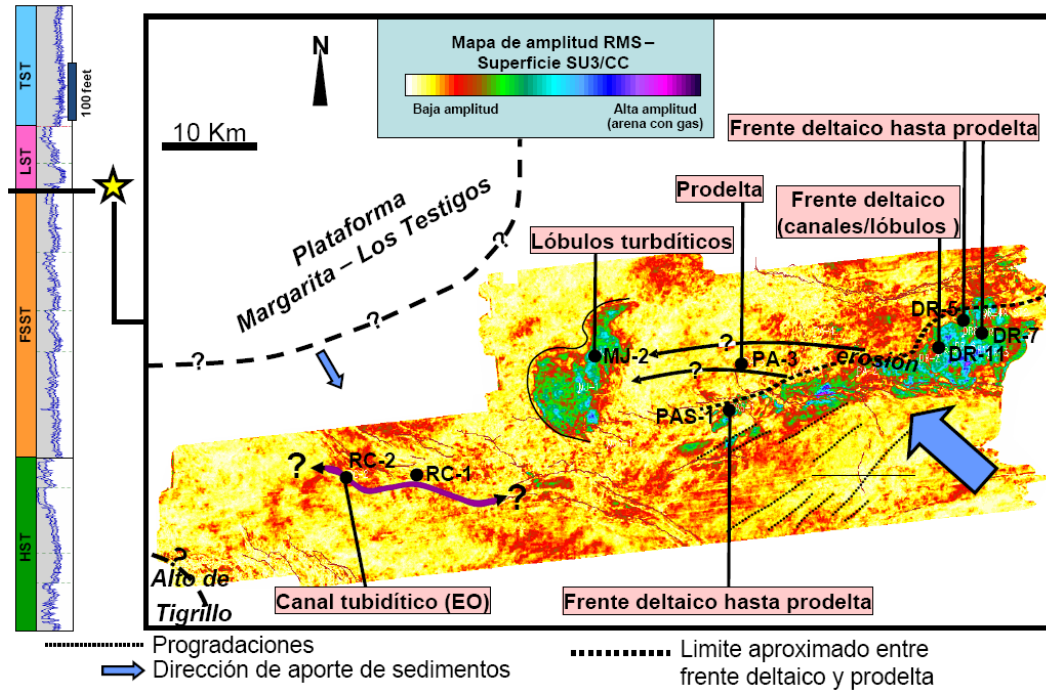 TST
LST
FSST
HST
100 feet
N
10 Km
Mapa de amplitud RMS –
Superficie SU3/CC
Baja amplitud
Alta amplitud
(arena con gas)
Plataforma
Margarita – Los Testigos
?
?
?
Lóbulos turbdíticos
Prodelta
Frente deltaico hasta prodelta
Frente deltaico
(canales/lóbulos )
MJ-2
?
?
PA-3
PAS-1
erosión
DR-5
DR-7
DR-11
?
RC-2
RC-1
?
?
Alto de
Tigrillo
Canal tubidítico (EO)
Frente deltaico hasta prodelta
Progradaciones
Dirección de aporte de sedimentos
Limite aproximado entre
frente deltaico y prodelta